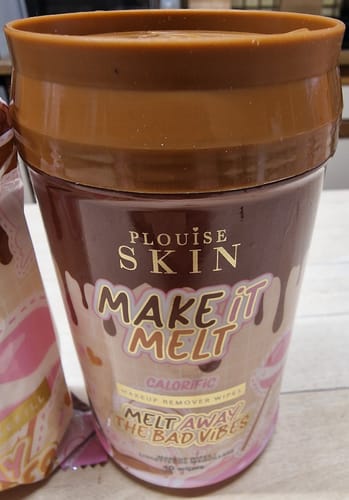 PLOUiSE
SKIN
MAKE iT
MELT
CALORIFiC
MAKEUP REMOVER WIPES
MELT AWAY
THE BAD VIBES